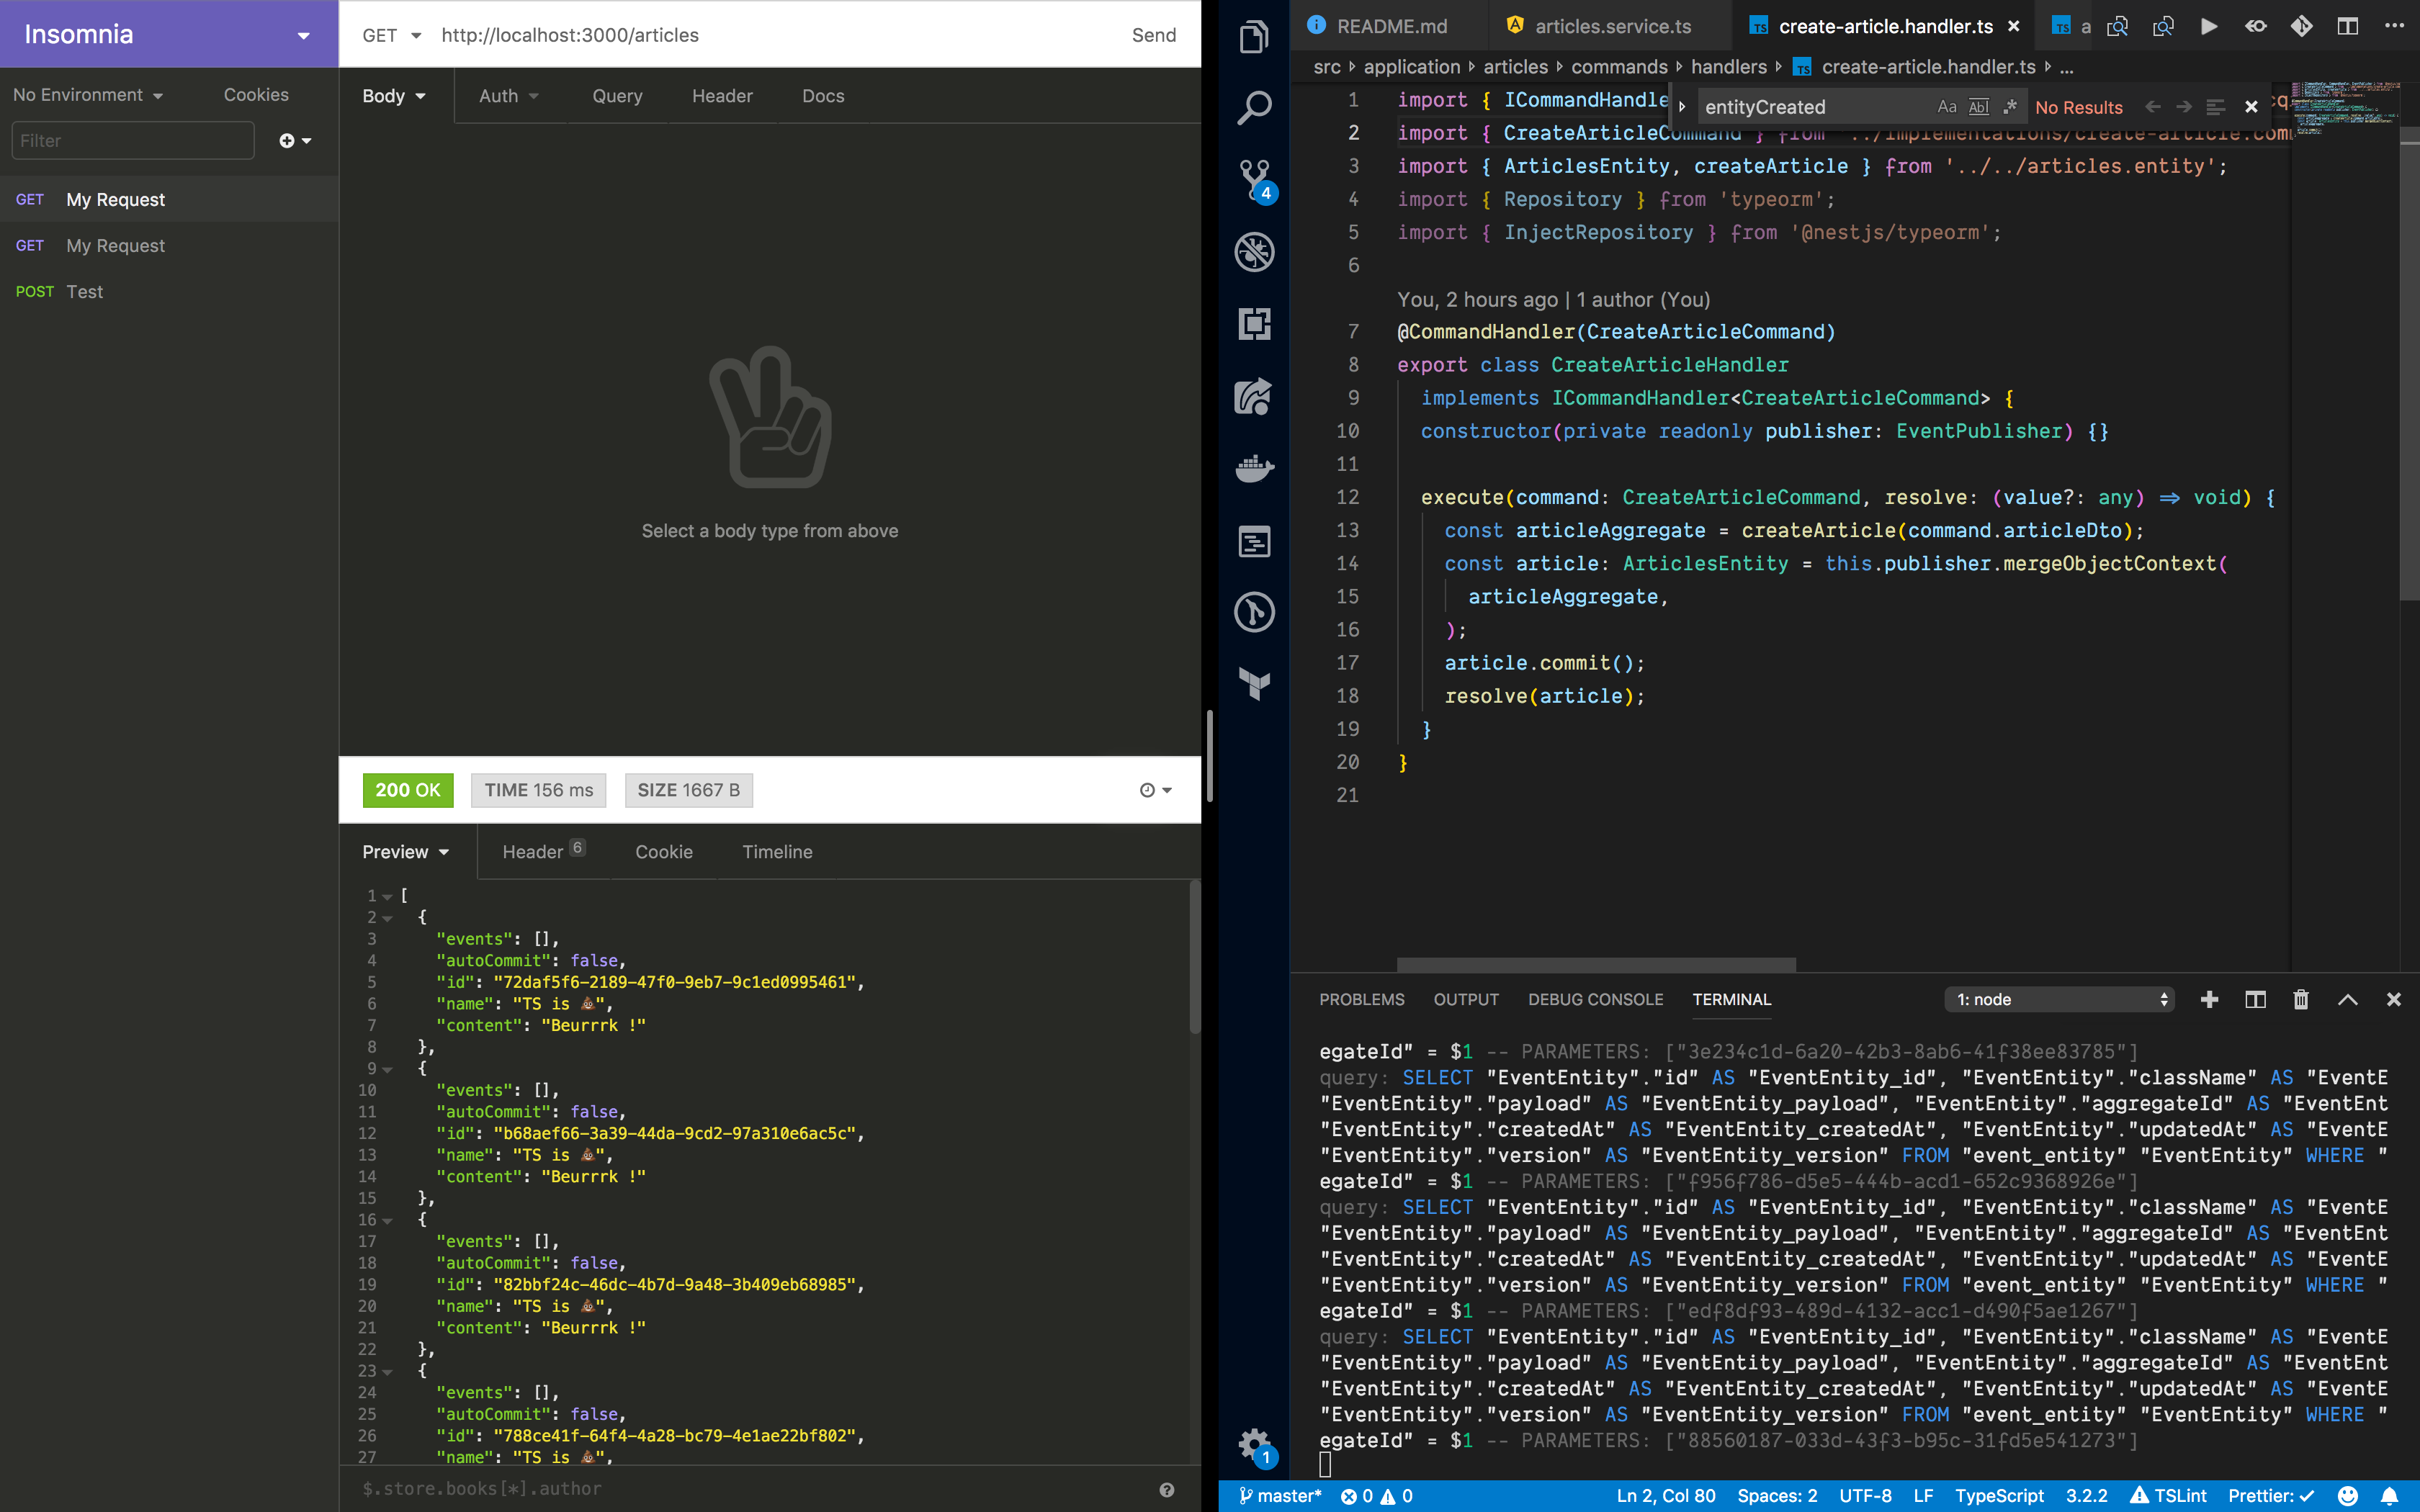 Insomnia
No Environment
Cookies
Filter
GET My Request
GET My Request
POST Test
GET http://localhost:3000/articles Send
Body Auth Query Header Docs
Select a body type from above
200 OK TIME 156 ms SIZE 1667 B
Preview Header 6 Cookie Timeline
1 [
2 {
3 "events": [],
4 "autoCommit": false,
5 "id": "72daf5f6-2189-47f0-9eb7-9c1ed0995461",
6 "name": "TS is 💩",
7 "content": "Beurrrk !"
8 },
9 {
10 "events": [],
11 "autoCommit": false,
12 "id": "b68aef66-3a39-44da-9cd2-97a310e6ac5c",
13 "name": "TS is 💩",
14 "content": "Beurrrk !"
15 },
16 {
17 "events": [],
18 "autoCommit": false,
19 "id": "82bbf24c-46dc-4b7d-9a48-3b409eb68985",
20 "name": "TS is 💩",
21 "content": "Beurrrk !"
22 },
23 {
24 "events": [],
25 "autoCommit": false,
26 "id": "788ce41f-64f4-4a28-bc79-4e1ae22bf802",
27 "name": "TS is 💩",
$.store.books[*].author
4
1
README.md articles.service.ts TS create-article.handler.ts TS a
src application articles commands handlers TS create-article.handler.ts ...
entityCreated Aa Abl .* No Results
1 import { ICommandHandle
2 import { CreateArticleCommand } from '../implementations/create-article.com
3 import { ArticlesEntity, createArticle } from '../../articles.entity';
4 import { Repository } from 'typeorm';
5 import { InjectRepository } from '@nestjs/typeorm';
6
You, 2 hours ago | 1 author (You)
7 @CommandHandler(CreateArticleCommand)
8 export class CreateArticleHandler
9 implements ICommandHandler<CreateArticleCommand> {
10 constructor(private readonly publisher: EventPublisher) {}
11
12 execute(command: CreateArticleCommand, resolve: (value?: any) => void) {
13 const articleAggregate = createArticle(command.articleDto);
14 const article: ArticlesEntity = this.publisher.mergeObjectContext(
15 articleAggregate,
16 );
17 article.commit();
18 resolve(article);
19 }
20 }
21
PROBLEMS OUTPUT DEBUG CONSOLE TERMINAL 1: node
egateId" = $1 -- PARAMETERS: ["3e234c1d-6a20-42b3-8ab6-41f38ee83785"]
query: SELECT "EventEntity"."id" AS "EventEntity_id", "EventEntity"."className" AS "EventE
"EventEntity"."payload" AS "EventEntity_payload", "EventEntity"."aggregateId" AS "EventEnt
"EventEntity"."createdAt" AS "EventEntity_createdAt", "EventEntity"."updatedAt" AS "EventE
"EventEntity"."version" AS "EventEntity_version" FROM "event_entity" "EventEntity" WHERE "
egateId" = $1 -- PARAMETERS: ["f956f786-d5e5-444b-acd1-652c9368926e"]
query: SELECT "EventEntity"."id" AS "EventEntity_id", "EventEntity"."className" AS "EventE
"EventEntity"."payload" AS "EventEntity_payload", "EventEntity"."aggregateId" AS "EventEnt
"EventEntity"."createdAt" AS "EventEntity_createdAt", "EventEntity"."updatedAt" AS "EventE
"EventEntity"."version" AS "EventEntity_version" FROM "event_entity" "EventEntity" WHERE "
egateId" = $1 -- PARAMETERS: ["edf8df93-489d-4132-acc1-d490f5ae1267"]
query: SELECT "EventEntity"."id" AS "EventEntity_id", "EventEntity"."className" AS "EventE
"EventEntity"."payload" AS "EventEntity_payload", "EventEntity"."aggregateId" AS "EventEnt
"EventEntity"."createdAt" AS "EventEntity_createdAt", "EventEntity"."updatedAt" AS "EventE
"EventEntity"."version" AS "EventEntity_version" FROM "event_entity" "EventEntity" WHERE "
egateId" = $1 -- PARAMETERS: ["88560187-033d-43f3-b95c-31fd5e541273"]
master* 0 0 Ln 2, Col 80 Spaces: 2 UTF-8 LF TypeScript 3.2.2 TSLint Prettier: ✓